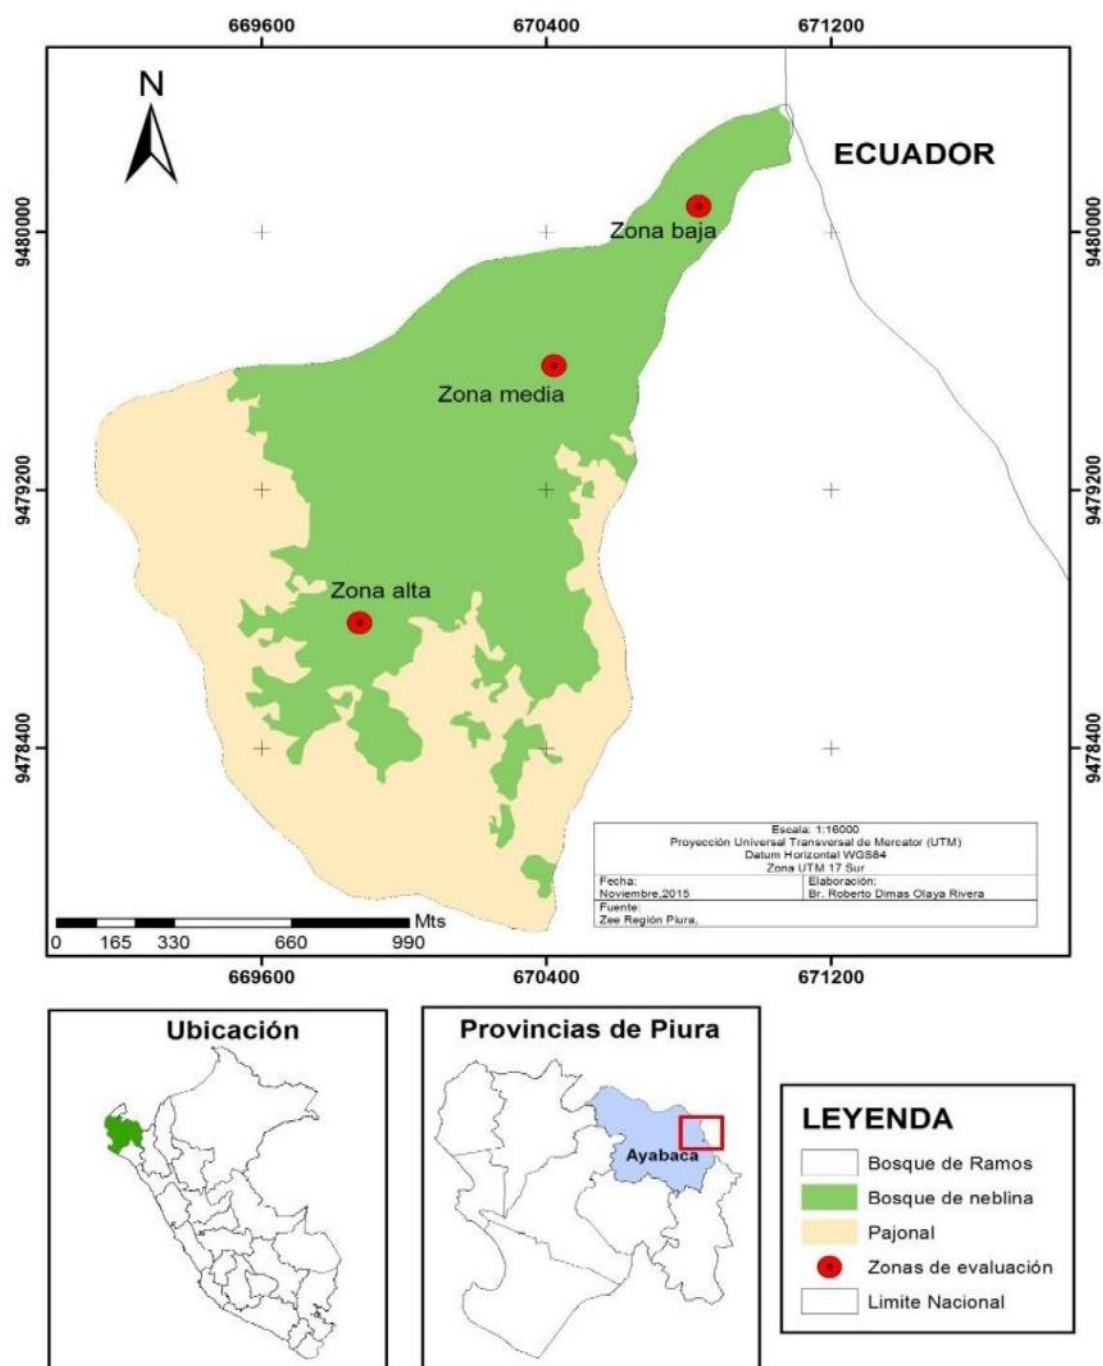 669600 670400 671200
N
ECUADOR
9480000 9480000
Zona baja
Zona media
9479200 9479200
Zona alta
9478400 9478400
Escala: 1:16000
Proyección Universal Transversal de Mercator (UTM)
Datum Horizontal WGS84
Zona UTM 17 Sur
Fecha:
Noviembre,2015
Elaboración:
Br. Roberto Dimas Olaya Rivera
Fuente:
Zee Región Piura,
Mts
0 165 330 660 990
669600 670400 671200
Ubicación
Provincias de Piura
Ayabaca
LEYENDA
Bosque de Ramos
Bosque de neblina
Pajonal
Zonas de evaluación
Limite Nacional